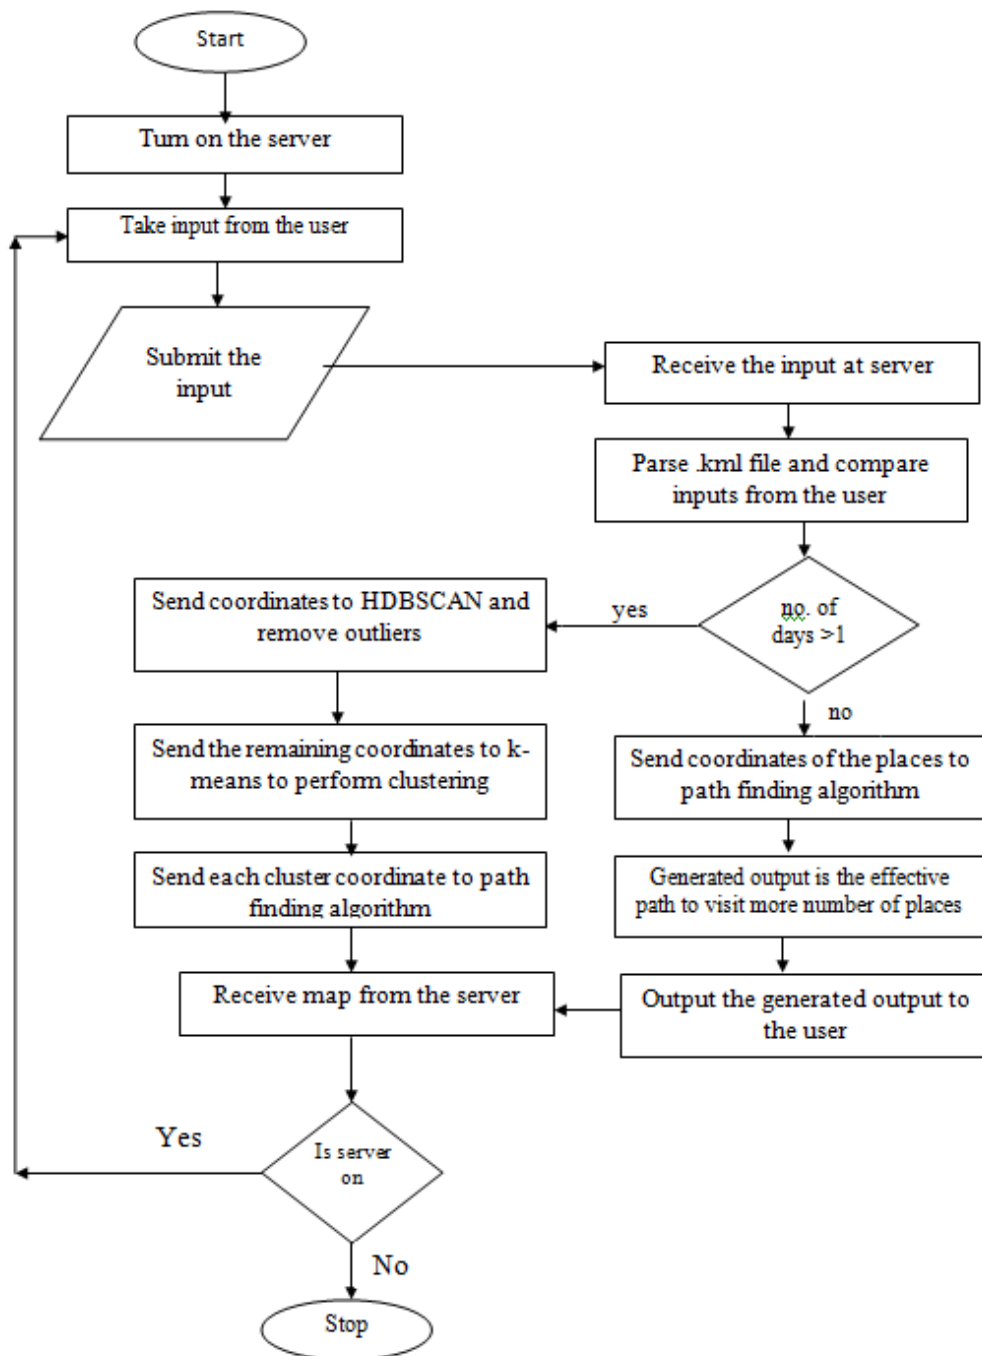 Start
Turn on the server
Take input from the user
Submit the
input
Receive the input at server
Parse .kml file and compare
inputs from the user
no. of
days >1
yes
no
Send coordinates to HDBSCAN and
remove outliers
Send the remaining coordinates to k-
means to perform clustering
Send each cluster coordinate to path
finding algorithm
Send coordinates of the places to
path finding algorithm
Generated output is the effective
path to visit more number of places
Output the generated output to
the user
Receive map from the server
Is server
on
Yes
No
Stop